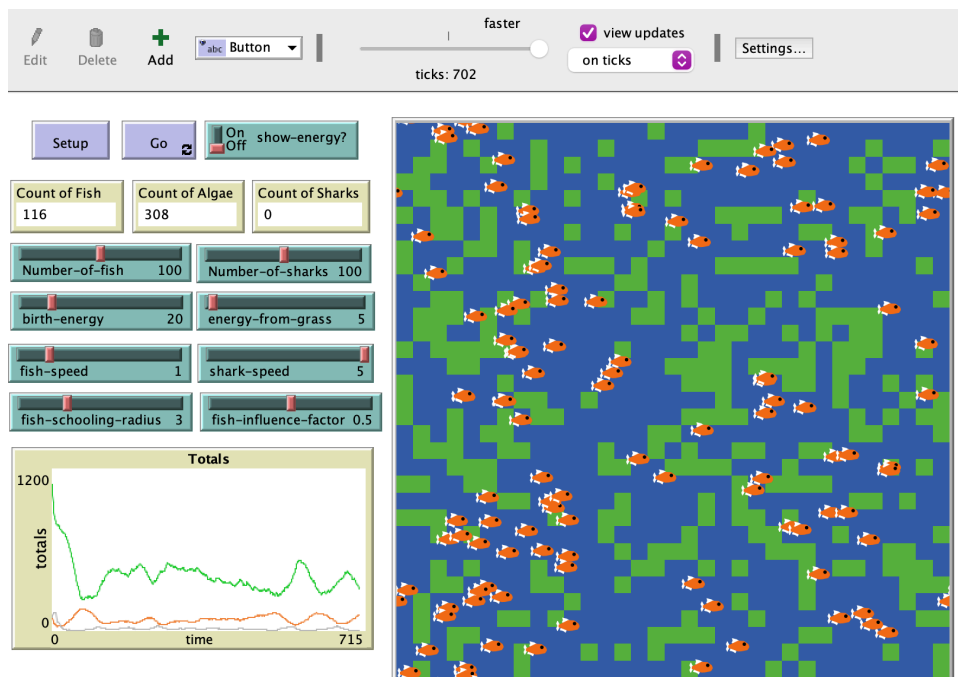 faster
view updates
Edit
Delete
Add
abc Button
on ticks
Settings...
ticks: 702
Setup
Go
On
Off
show-energy?
Count of Fish
116
Count of Algae
308
Count of Sharks
0
Number-of-fish 100
Number-of-sharks 100
birth-energy 20
energy-from-grass 5
fish-speed 1
shark-speed 5
fish-schooling-radius 3
fish-influence-factor 0.5
Totals
1200
totals
0
0
time
715